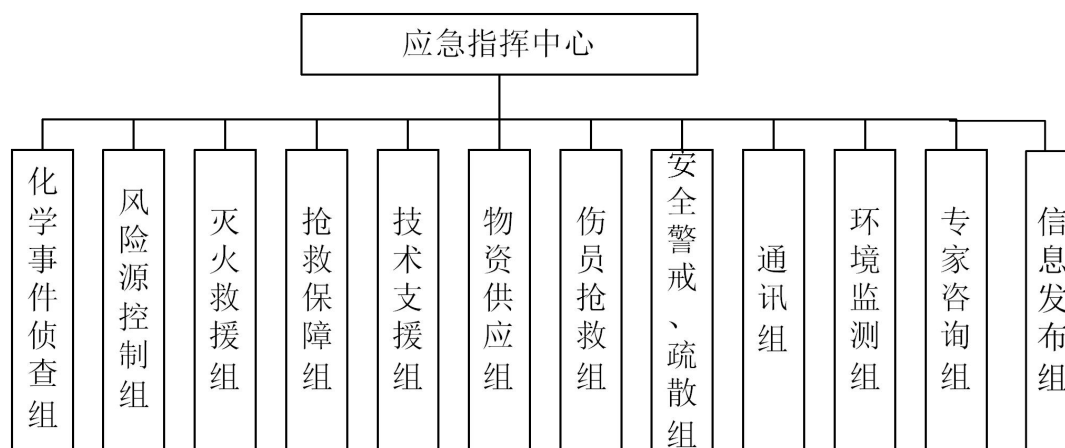 应急指挥中心
化学事件侦查组
风险源控制组
灭火救援组
抢救保障组
技术支援组
物资供应组
伤员抢救组
安全警戒、疏散组
通讯组
环境监测组
专家咨询组
信息发布组